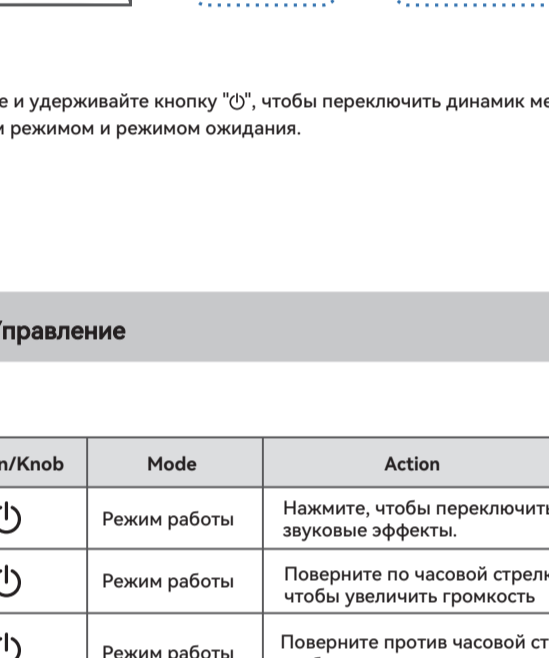 е и удерживайте кнопку "⏻", чтобы переключить динамик ме
м режимом и режимом ожидания.
Управление
n/Knob Mode Action
Режим работы Нажмите, чтобы переключить
звуковые эффекты.
Режим работы Поверните по часовой стрелк
чтобы увеличить громкость
Режим работы Поверните против часовой ст